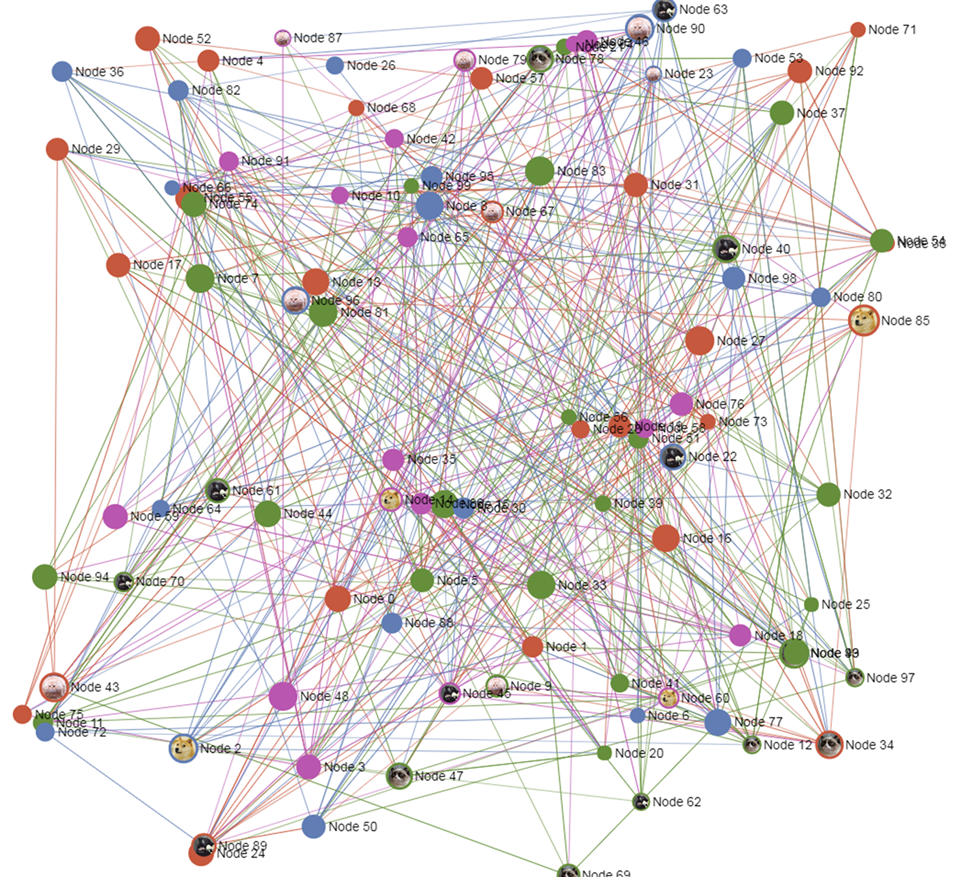 Node 63
Node 90
Node 52
Node 87
Node 71
Node 4
Node 79
Node 78
Node 53
Node 36
Node 26
Node 57
Node 23
Node 92
Node 82
Node 68
Node 37
Node 42
Node 29
Node 91
Node 83
Node 95
Node 99
Node 31
Node 66
Node 55
Node 74
Node 10
Node 8
Node 67
Node 65
Node 54
Node 40
Node 17
Node 7
Node 13
Node 98
Node 96
Node 80
Node 81
Node 85
Node 27
Node 76
Node 56
Node 73
Node 51
Node 22
Node 35
Node 61
Node 32
Node 14
Node 30
Node 39
Node 64
Node 59
Node 44
Node 16
Node 94
Node 70
Node 5
Node 33
Node 0
Node 25
Node 88
Node 18
Node 1
Node 49
Node 97
Node 43
Node 41
Node 9
Node 45
Node 48
Node 60
Node 75
Node 11
Node 72
Node 6
Node 77
Node 12
Node 34
Node 2
Node 20
Node 3
Node 47
Node 62
Node 50
Node 89
Node 24
Node 69